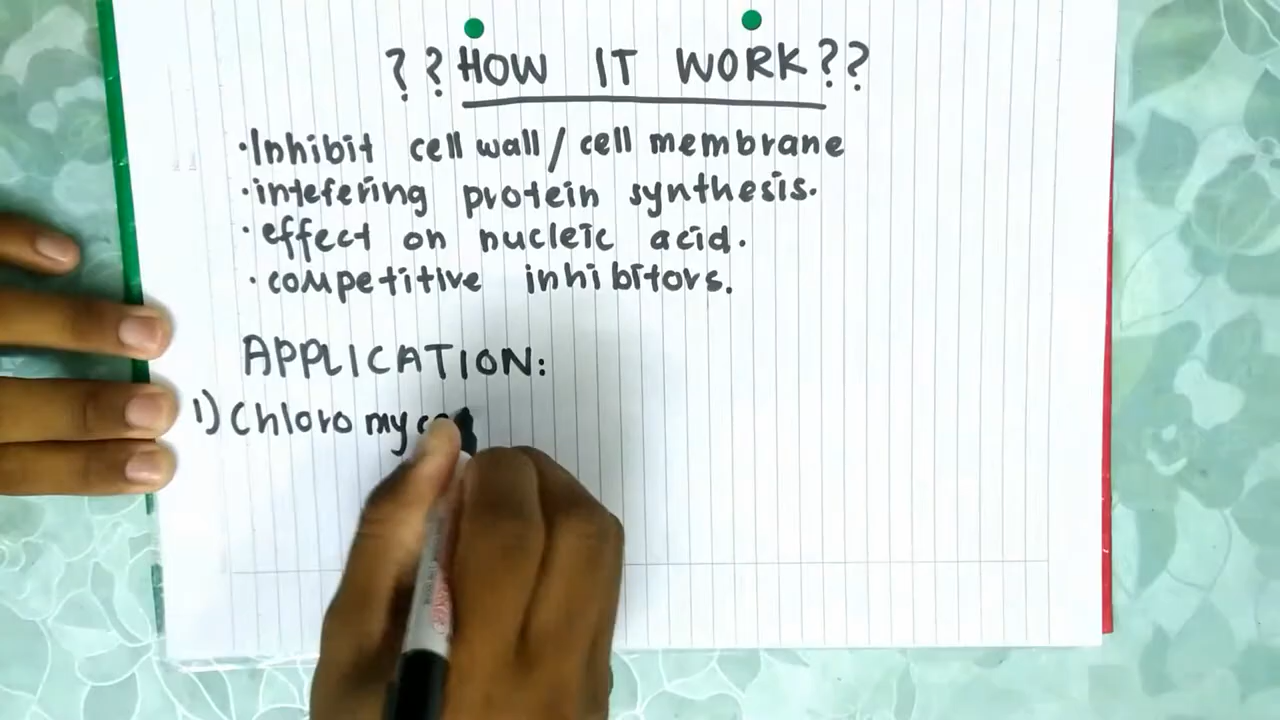 ??HOW IT WORK??
·Inhibit cell wall/cell membrane
·intefering protein synthesis.
·effect on nucleic acid.
·competitive inhibitors.
APPLICATION:
1) Chloro my